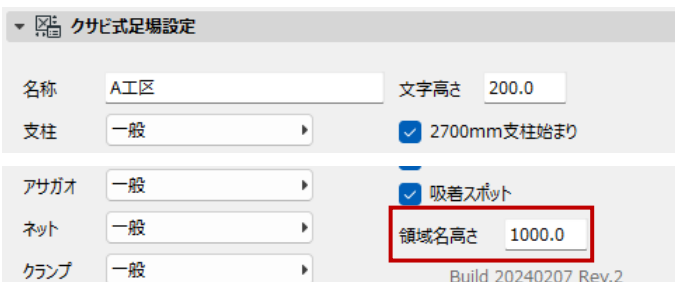 クサビ式足場設定
名称 A工区 文字高さ 200.0
支柱 一般 2700mm支柱始まり
アサガオ 一般 吸着スポット
ネット 一般 領域名高さ 1000.0
クランプ 一般 Build 20240207 Rev.2